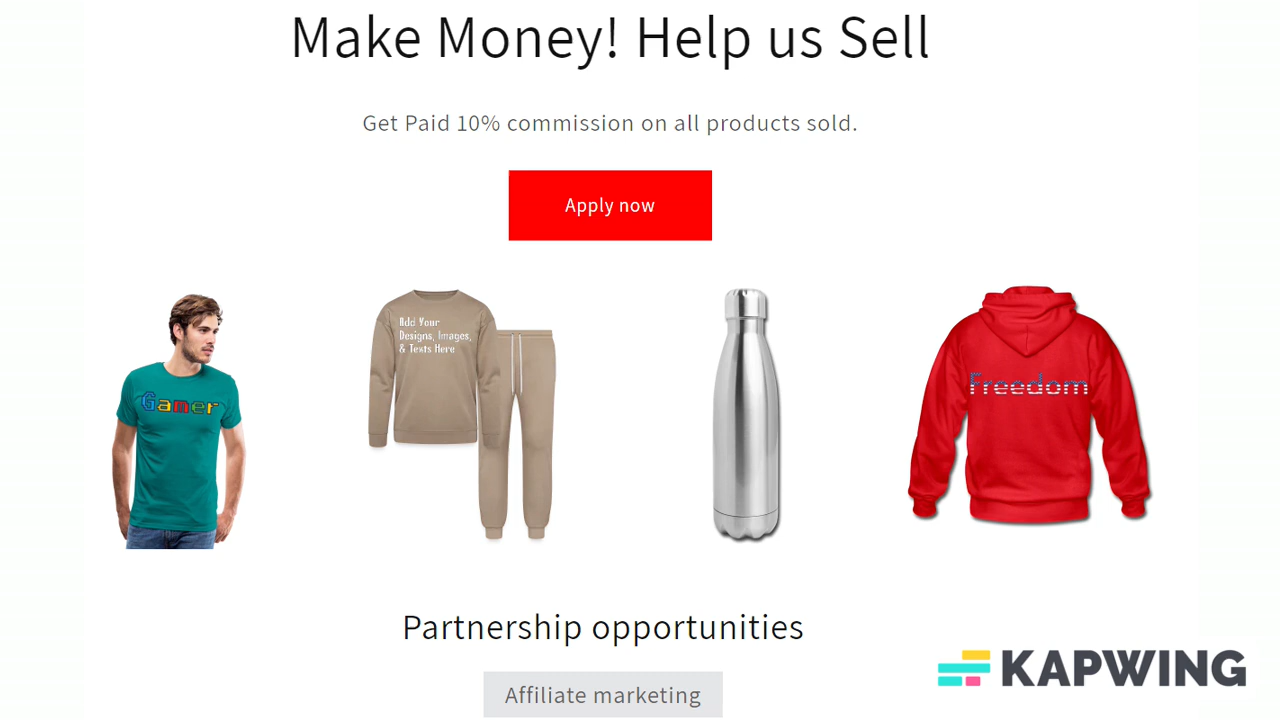 Make Money! Help us Sell
Get Paid 10% commission on all products sold.
Apply now
Gamer
Add Your
Designs, Images,
& Texts Here
Freedom
Partnership opportunities
Affiliate marketing
KAPWING